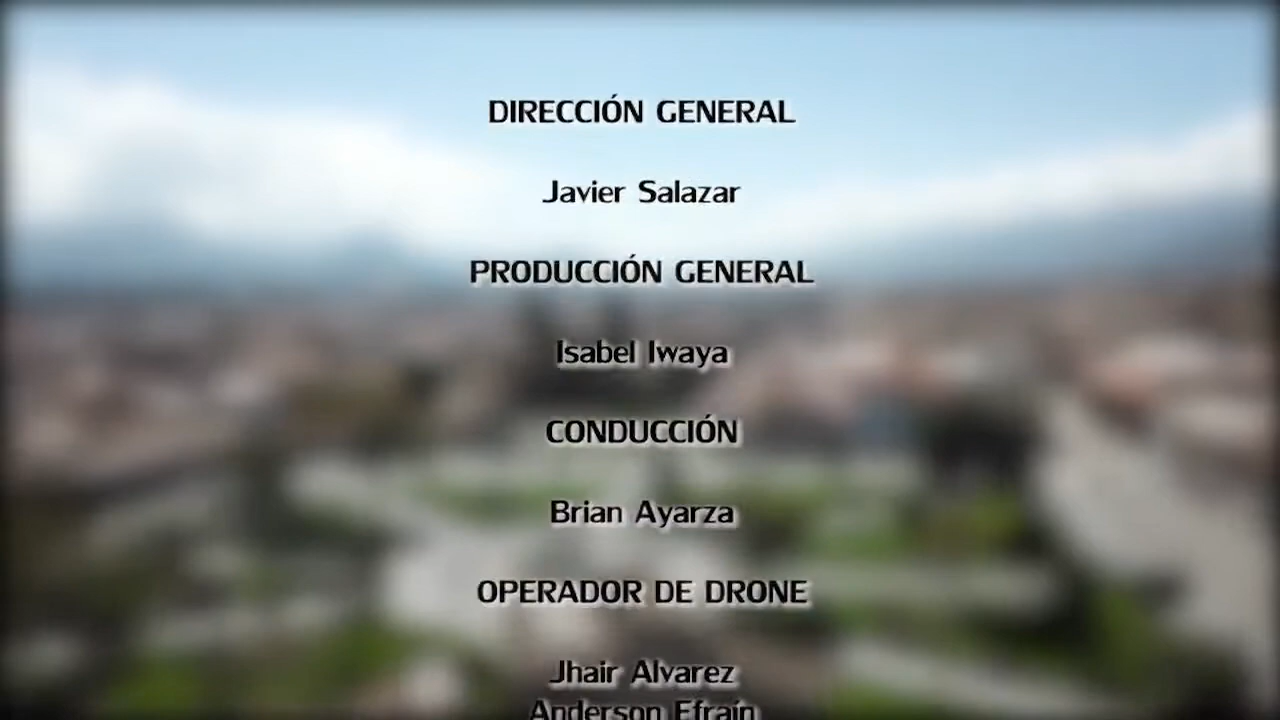 DIRECCIÓN GENERAL
Javier Salazar
PRODUCCIÓN GENERAL
Isabel Iwaya
CONDUCCIÓN
Brian Ayarza
OPERADOR DE DRONE
Jhair Alvarez
Anderson Efraín